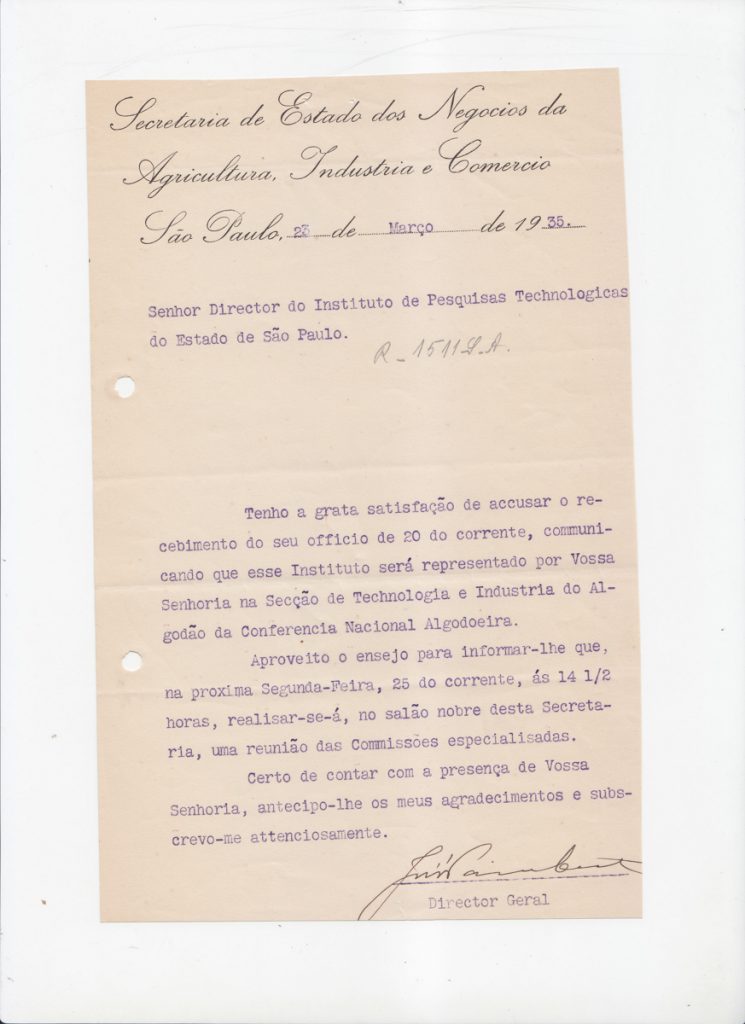 Secretaria de Estado dos Negocios da
Agricultura, Industria e Comercio
São Paulo, 23 de Março de 1935.
Senhor Director do Instituto de Pesquisas Technologicas
do Estado de São Paulo.
R - 1511 L.A.
Tenho a grata satisfação de accusar o re-
cebimento do seu officio de 20 do corrente, communi-
cando que esse Instituto será representado por Vossa
Senhoria na Secção de Technologia e Industria do Al-
godão da Conferencia Nacional Algodoeira.
Aproveito o ensejo para informar-lhe que,
na proxima Segunda-Feira, 25 do corrente, ás 14 1/2
horas, realisar-se-á, no salão nobre desta Secreta-
ria, uma reunião das Commissões especialisadas.
Certo de contar com a presença de Vossa
Senhoria, antecipo-lhe os meus agradecimentos e subs-
crevo-me attenciosamente.
Director Geral